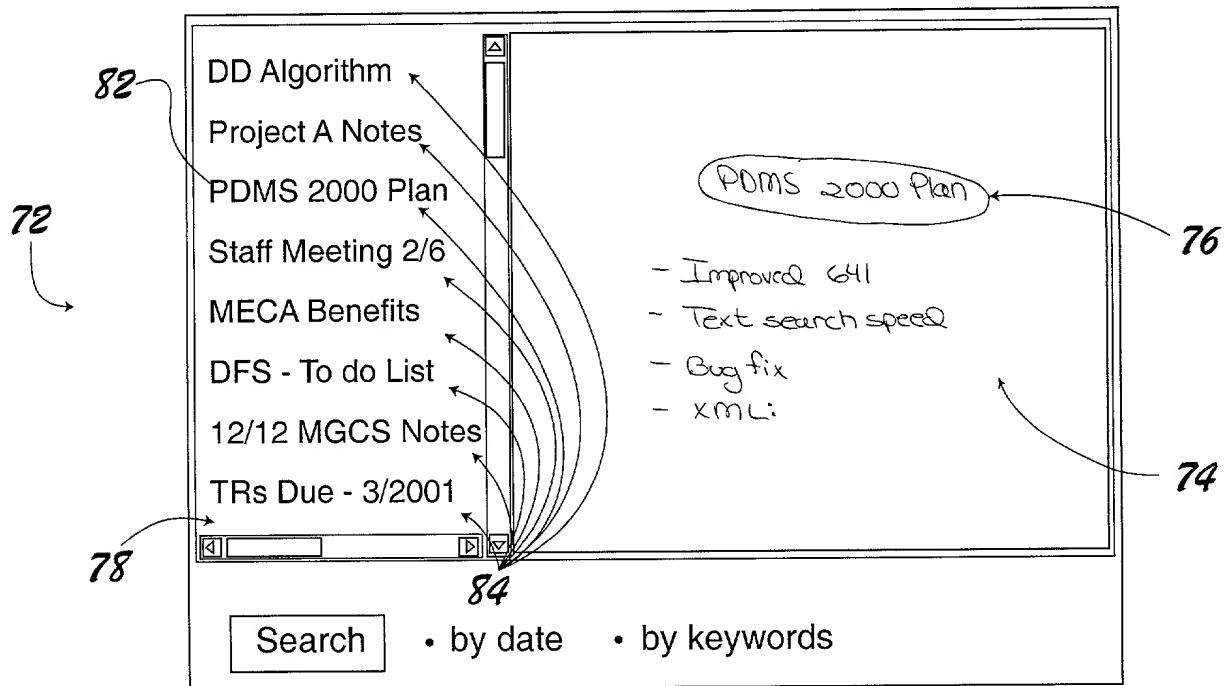 DD Algorithm
82
Project A Notes
PDMS 2000 Plan
PDMS 2000 Plan
72
76
Staff Meeting 2/6
- Improved 641
MECA Benefits
- Text search speed
DFS - To do List
- Bug fix
12/12 MGCS Notes
- XMLi
TRs Due - 3/2001
74
78
84
Search • by date • by keywords